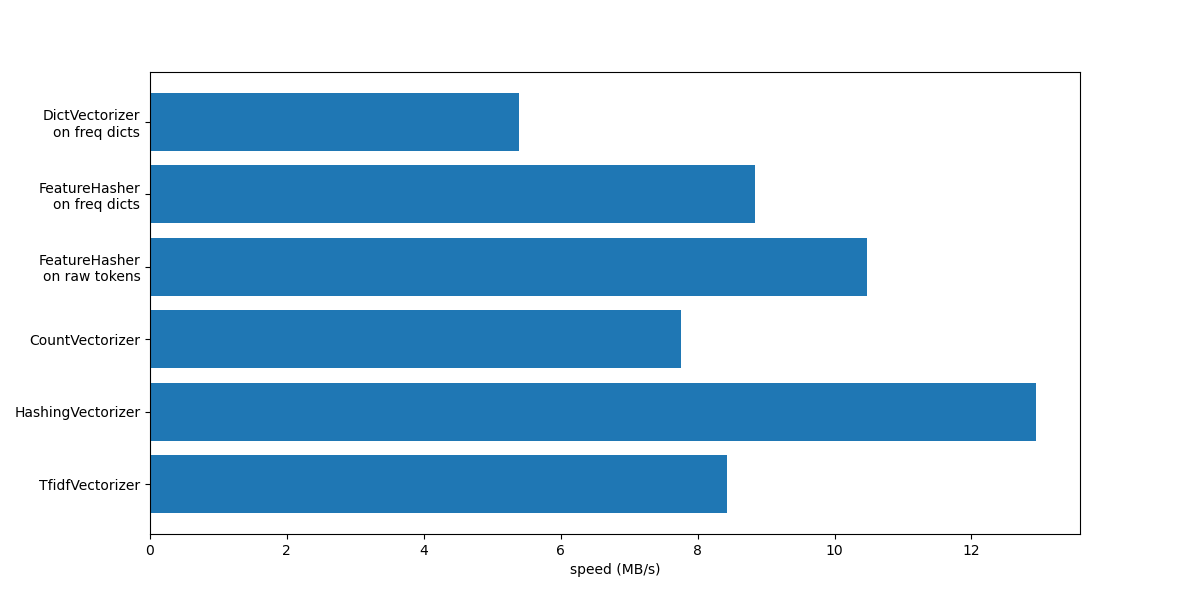 DictVectorizer
on freq dicts
FeatureHasher
on freq dicts
FeatureHasher
on raw tokens
CountVectorizer
HashingVectorizer
TfidfVectorizer
0 2 4 6 8 10 12
speed (MB/s)